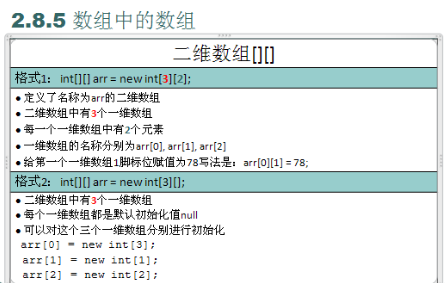 2.8.5 数组中的数组
二维数组[][]
格式1： int[][] arr = new int[3][2];
● 定义了名称为arr的二维数组
● 二维数组中有3个一维数组
● 每一个一维数组中有2个元素
● 一维数组的名称分别为arr[0], arr[1], arr[2]
● 给第一个一维数组1脚标位赋值为78写法是：arr[0][1] = 78;
格式2： int[][] arr = new int[3][];
● 二维数组中有3个一维数组
● 每个一维数组都是默认初始化值null
● 可以对这个三个一维数组分别进行初始化
arr[0] = new int[3];
arr[1] = new int[1];
arr[2] = new int[2];